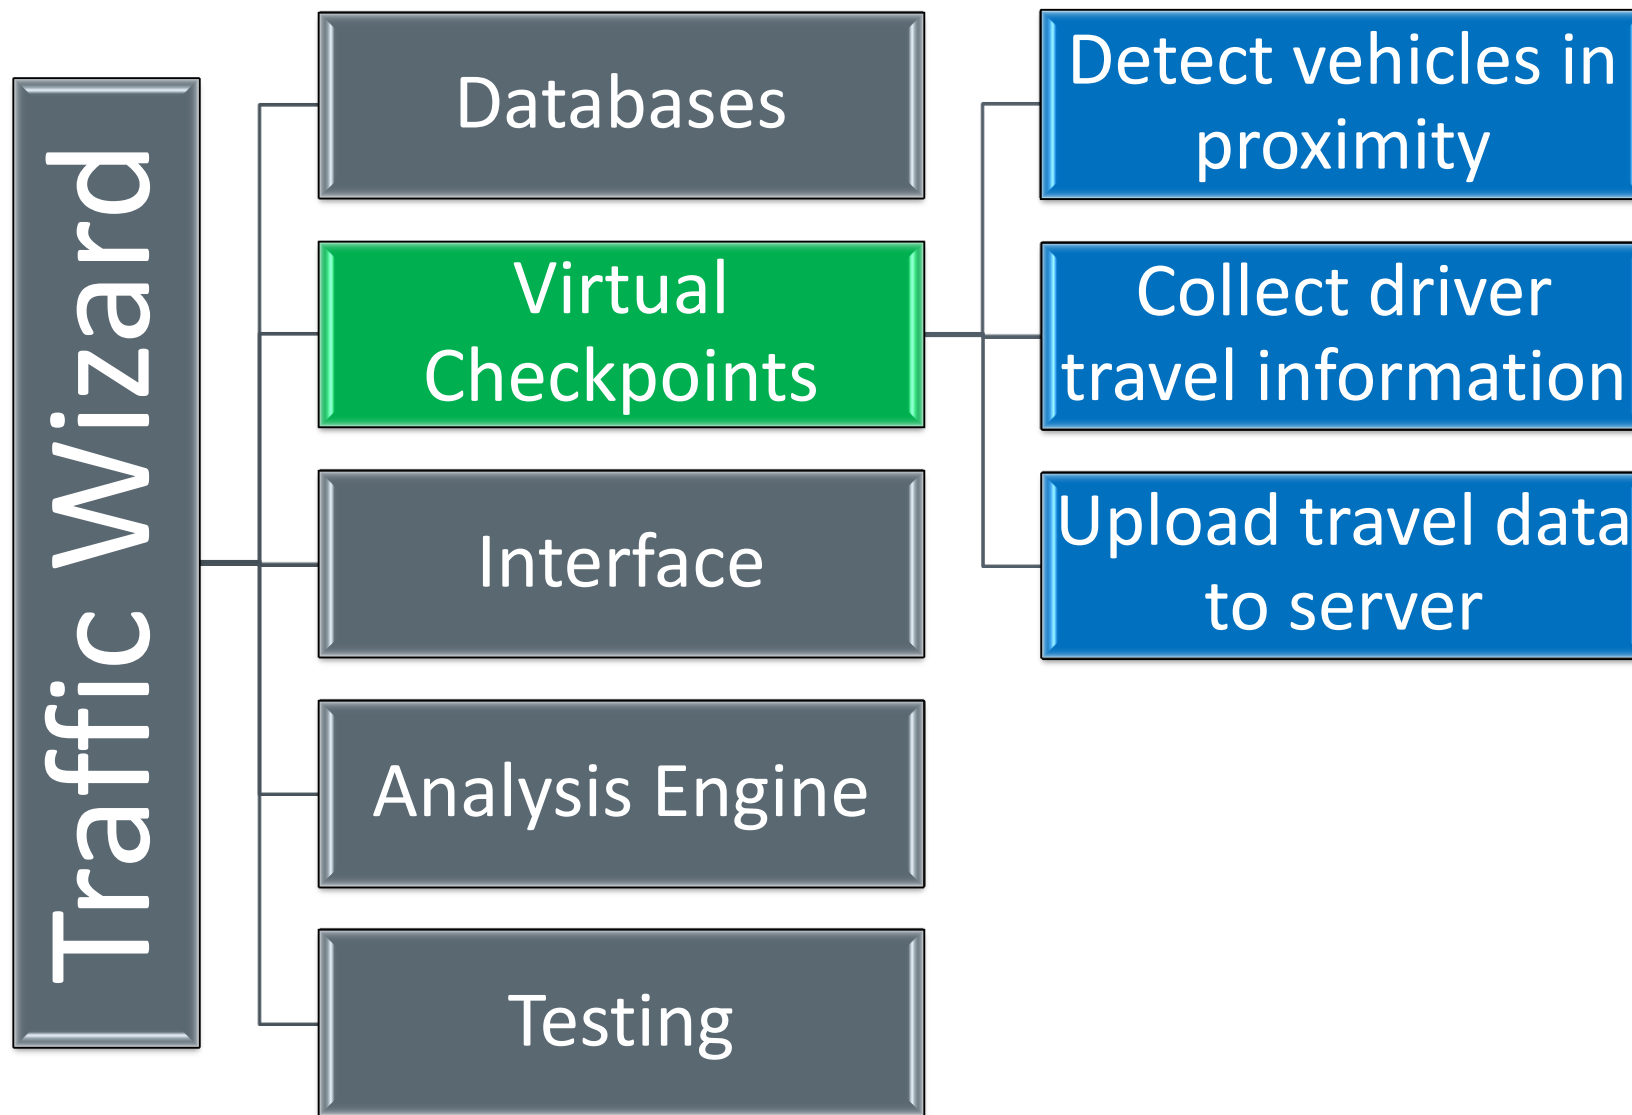 Traffic Wizard
Databases
Virtual
Checkpoints
Interface
Analysis Engine
Testing
Detect vehicles in
proximity
Collect driver
travel information
Upload travel data
to server